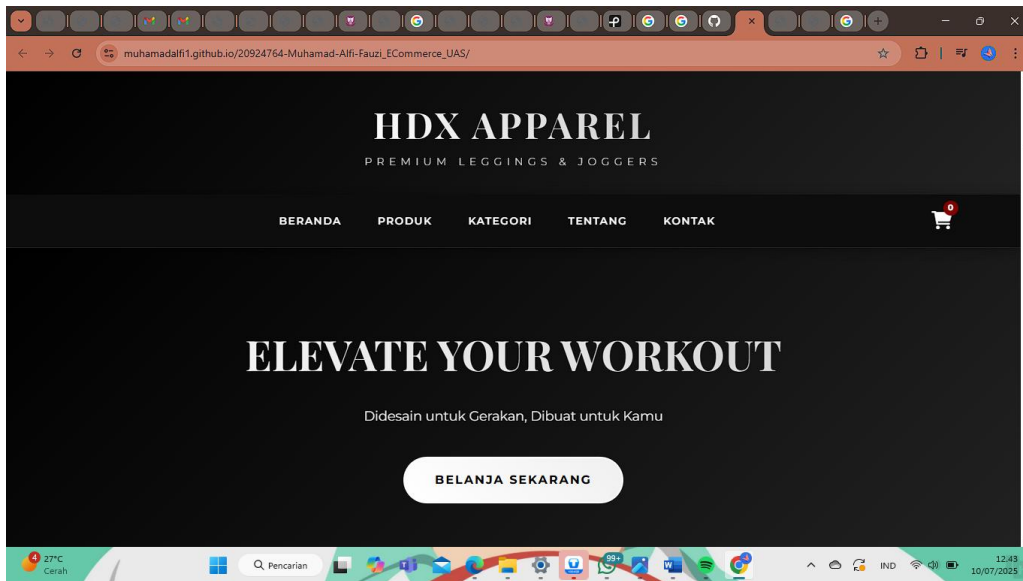 muhamadalfi1.github.io/20924764-Muhamad-Alfi-Fauzi_ECommerce_UAS/
HDX APPAREL
PREMIUM LEGGINGS & JOGGERS
BERANDA PRODUK KATEGORI TENTANG KONTAK 0
ELEVATE YOUR WORKOUT
Didesain untuk Gerakan, Dibuat untuk Kamu
BELANJA SEKARANG
4 27°C
Cerah
Pencarian
99+
IND
12.43
10/07/2025